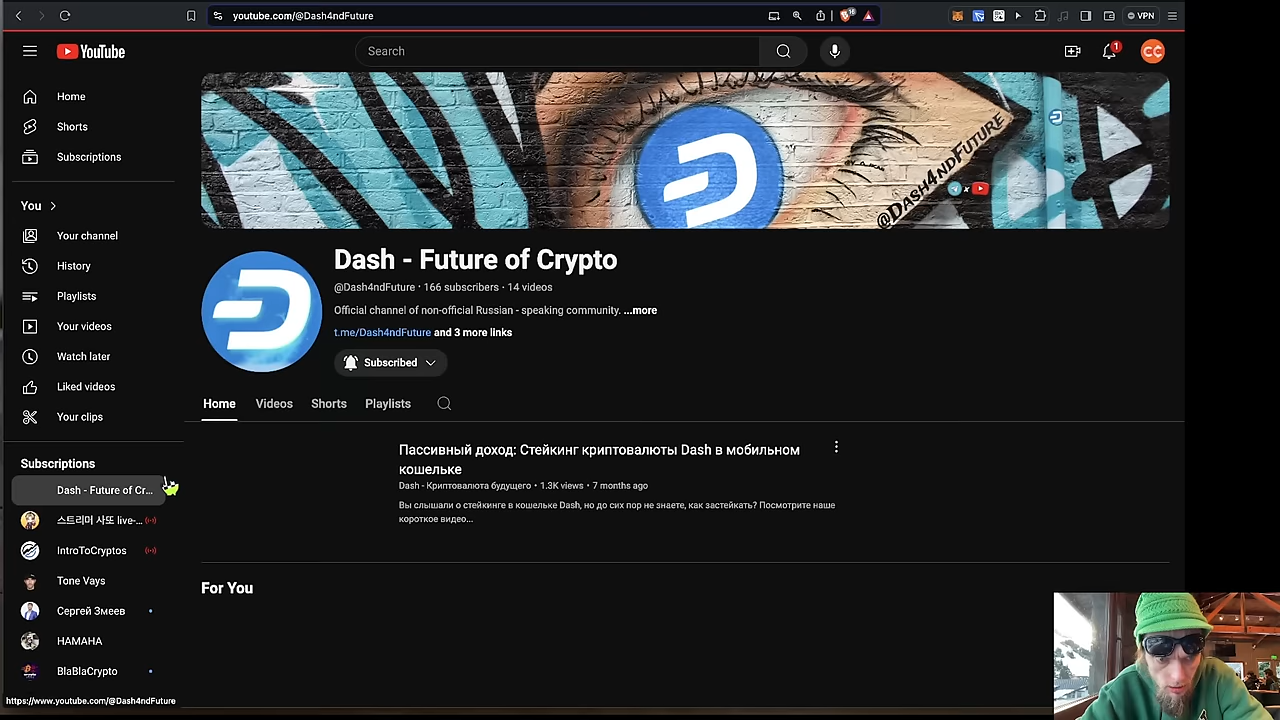 youtube.com/@Dash4ndFuture
VPN
YouTube
Search
1
CC
Home
Shorts
Subscriptions
You
Your channel
History
Playlists
Your videos
Watch later
Liked videos
Your clips
Subscriptions
Dash - Future of Cr...
스트리머 사또 live-...
IntroToCryptos
Tone Vays
Сергей Змеев
HAMAHA
BlaBlaCrypto
https://www.youtube.com/@Dash4ndFuture
@DASH4NDFUTURE
x
Dash - Future of Crypto
@Dash4ndFuture • 166 subscribers • 14 videos
Official channel of non-official Russian - speaking community. ...more
t.me/Dash4ndFuture and 3 more links
Subscribed
Home Videos Shorts Playlists
Пассивный доход: Стейкинг криптовалюты Dash в мобильном
кошельке
Dash - Криптовалюта будущего • 1.3K views • 7 months ago
Вы слышали о стейкинге в кошельке Dash, но до сих пор не знаете, как застейкать? Посмотрите наше
короткое видео...
For You